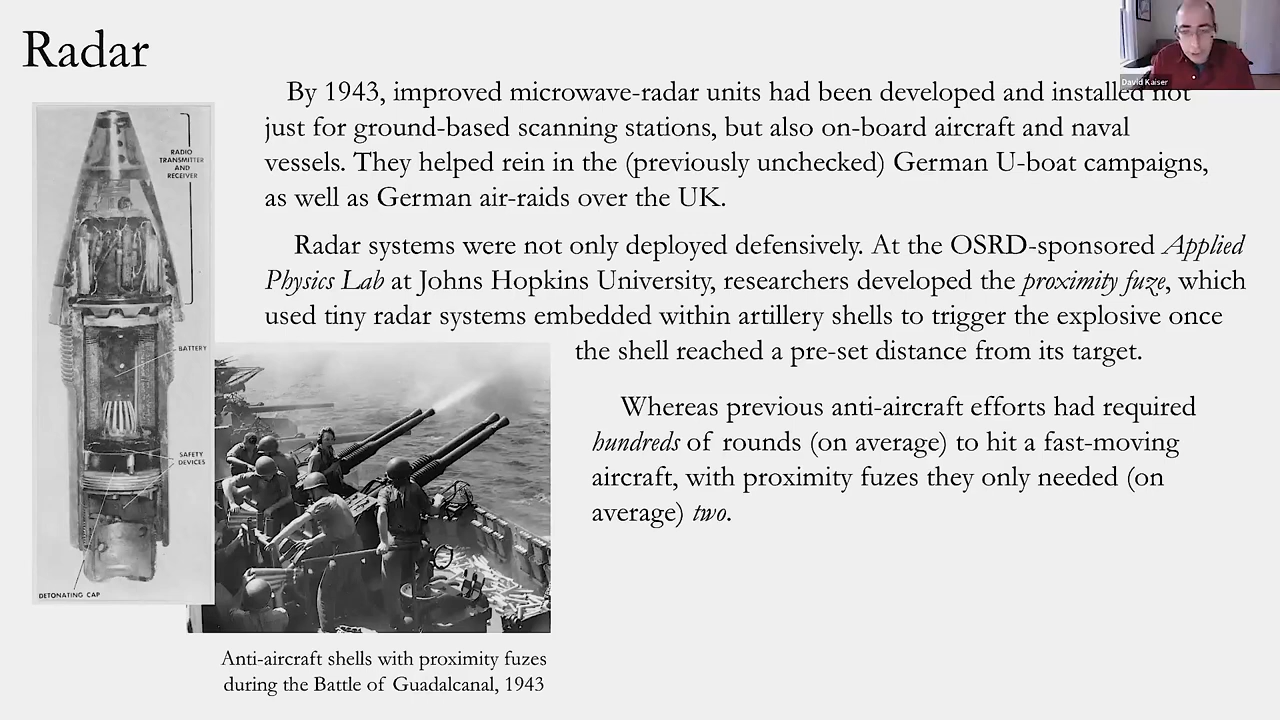 Radar
David Kaiser
By 1943, improved microwave-radar units had been developed and installed not
just for ground-based scanning stations, but also on-board aircraft and naval
vessels. They helped rein in the (previously unchecked) German U-boat campaigns,
as well as German air-raids over the UK.
Radar systems were not only deployed defensively. At the OSRD-sponsored Applied
Physics Lab at Johns Hopkins University, researchers developed the proximity fuze, which
used tiny radar systems embedded within artillery shells to trigger the explosive once
the shell reached a pre-set distance from its target.
Whereas previous anti-aircraft efforts had required
hundreds of rounds (on average) to hit a fast-moving
aircraft, with proximity fuzes they only needed (on
average) two.
RADIO
TRANSMITTER
AND
RECEIVER
BATTERY
SAFETY
DEVICES
DETONATING CAP
Anti-aircraft shells with proximity fuzes
during the Battle of Guadalcanal, 1943